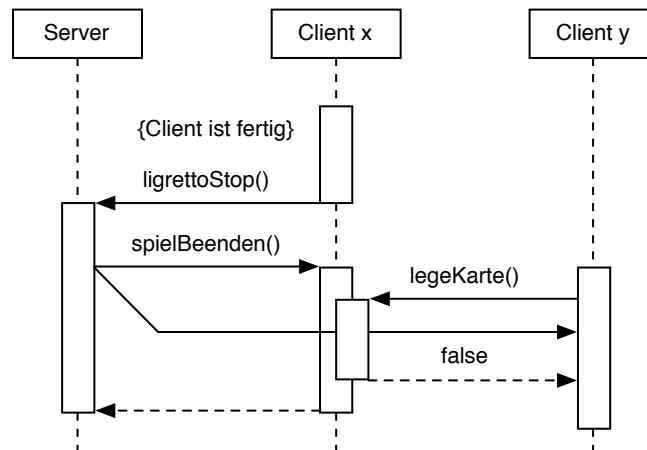 Server
Client x
Client y
{Client ist fertig}
ligrettoStop()
spielBeenden()
legeKarte()
false